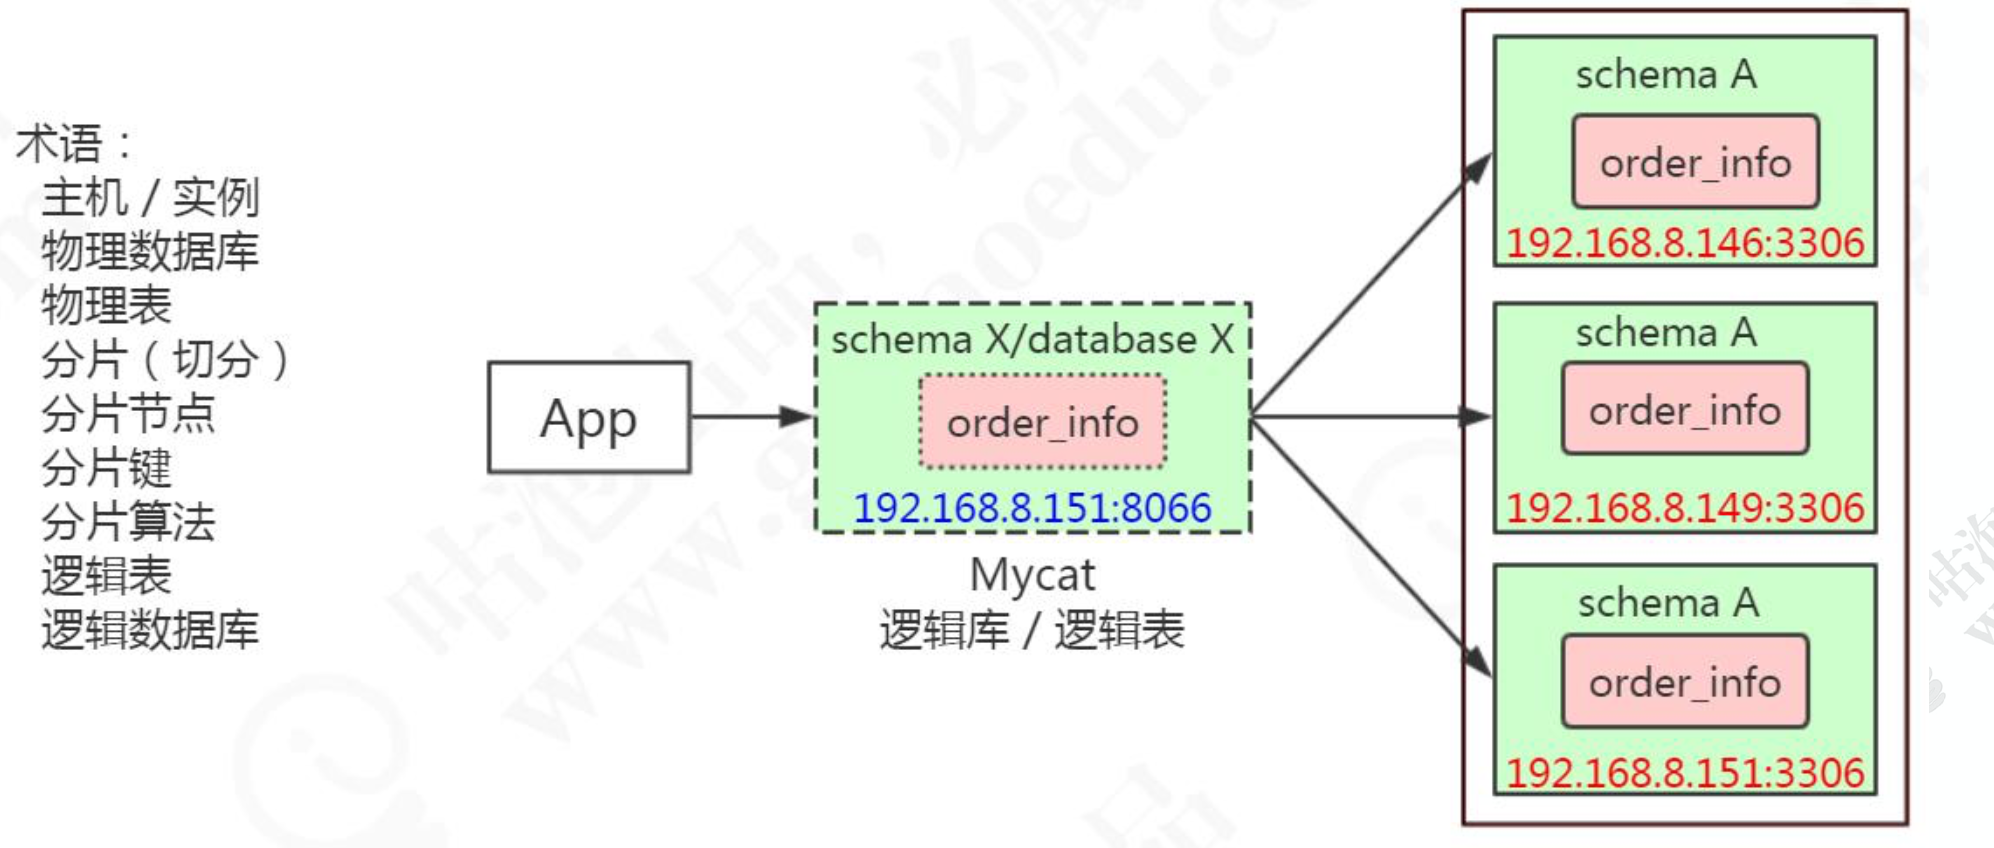 术语：
主机 / 实例
物理数据库
物理表
分片（切分）
分片节点
分片键
分片算法
逻辑表
逻辑数据库
App
schema X/database X
order_info
192.168.8.151:8066
Mycat
逻辑库 / 逻辑表
schema A
order_info
192.168.8.146:3306
schema A
order_info
192.168.8.149:3306
schema A
order_info
192.168.8.151:3306